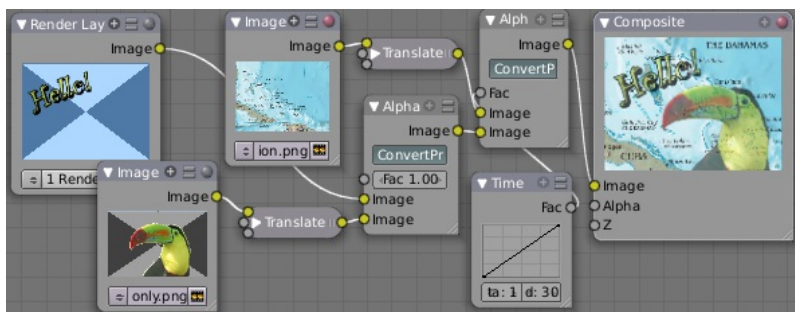 Render Lay
Image
Hello!
1 Rende
Image
Image
ion.png
Translate
Alph
Image
ConvertP
Fac
Image
Image
Composite
THE BAHAMAS
Hello!
CUBA
Image
Alpha
Z
Alpha
Image
ConvertPr
Fac 1.00
Image
Image
Image
Image
only.png
Translate
Time
Fac
ta: 1 d: 30